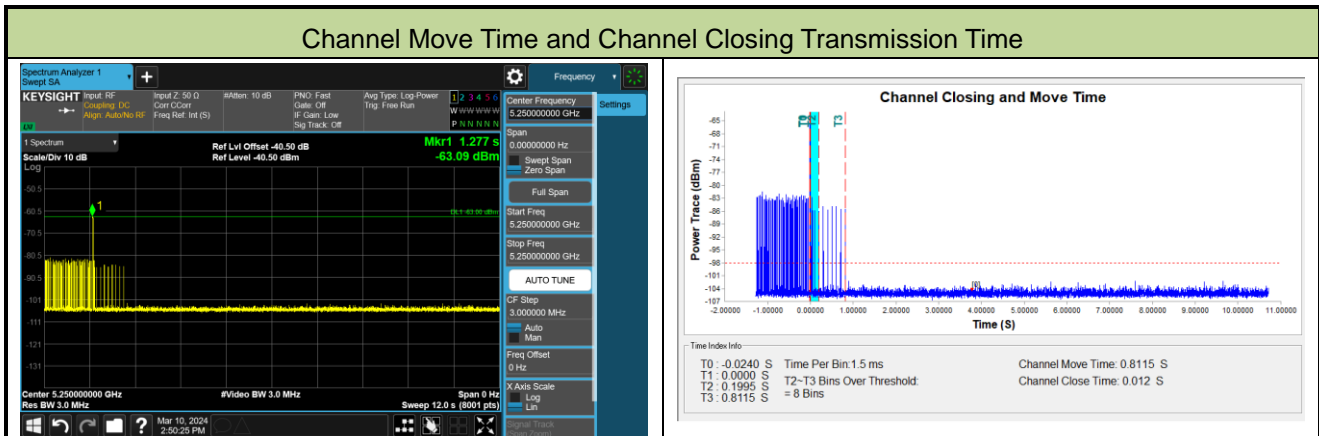 Channel Move Time and Channel Closing Transmission Time
Spectrum Analyzer 1
Swept SA
Frequency
KEYSIGHT
Input: RF
Coupling: DC
Align: Auto/No RF
Input Z: 50 Ω
Corr CCorr
Freq Ref: Int (S)
#Atten: 10 dB
PNO: Fast
Gate: Off
IF Gain: Low
Sig Track: Off
Avg Type: Log-Power
Trig: Free Run
1 2 3 4 5 6
W W W W W W
P N N N N N
LXI
1 Spectrum
Scale/Div 10 dB
Log
Ref Lvl Offset -40.50 dB
Ref Level -40.50 dBm
Mkr1 1.277 s
-63.09 dBm
1
DL1 -63.00 dBm
-50.5
-60.5
-70.5
-80.5
-90.5
-101
-111
-121
-131
Center 5.250000000 GHz
Res BW 3.0 MHz
#Video BW 3.0 MHz
Span 0 Hz
Sweep 12.0 s (8001 pts)
Mar 10, 2024
2:50:25 PM
Center Frequency
5.250000000 GHz
Settings
Span
0.00000000 Hz
Swept Span
Zero Span
Full Span
Start Freq
5.250000000 GHz
Stop Freq
5.250000000 GHz
AUTO TUNE
CF Step
3.000000 MHz
Auto
Man
Freq Offset
0 Hz
X Axis Scale
Log
Lin
Signal Track
(Span Zoom)
Channel Closing and Move Time
T2
T3
Power Trace (dBm)
-65
-68
-71
-74
-77
-80
-83
-86
-89
-92
-95
-98
-101
-104
-107
-2.00000 -1.00000 0.00000 1.00000 2.00000 3.00000 4.00000 5.00000 6.00000 7.00000 8.00000 9.00000 10.00000 11.00000
Time (S)
Time Index Info
T0 : -0.0240 S
T1 : 0.0000 S
T2 : 0.1995 S
T3 : 0.8115 S
Time Per Bin:1.5 ms
T2~T3 Bins Over Threshold:
= 8 Bins
Channel Move Time: 0.8115 S
Channel Close Time: 0.012 S